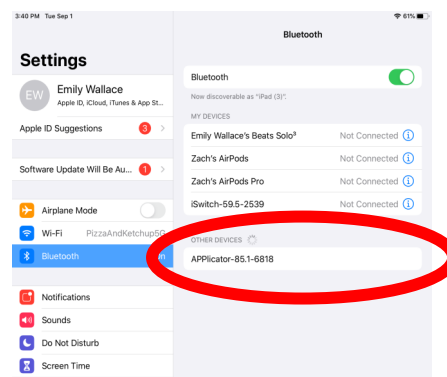 3:40 PM Tue Sep 1
61%
Settings
EW
Emily Wallace
Apple ID, iCloud, iTunes & App St...
Apple ID Suggestions 3
Software Update Will Be Au... 1
Airplane Mode
Wi-Fi PizzaAndKetchup5G
Bluetooth On
Notifications
Sounds
Do Not Disturb
Screen Time
Bluetooth
Bluetooth
Now discoverable as “iPad (3)”.
MY DEVICES
Emily Wallace's Beats Solo³ Not Connected
Zach's AirPods Not Connected
Zach's AirPods Pro Not Connected
iSwitch-59.5-2539 Not Connected
OTHER DEVICES
APPlicator-85.1-6818